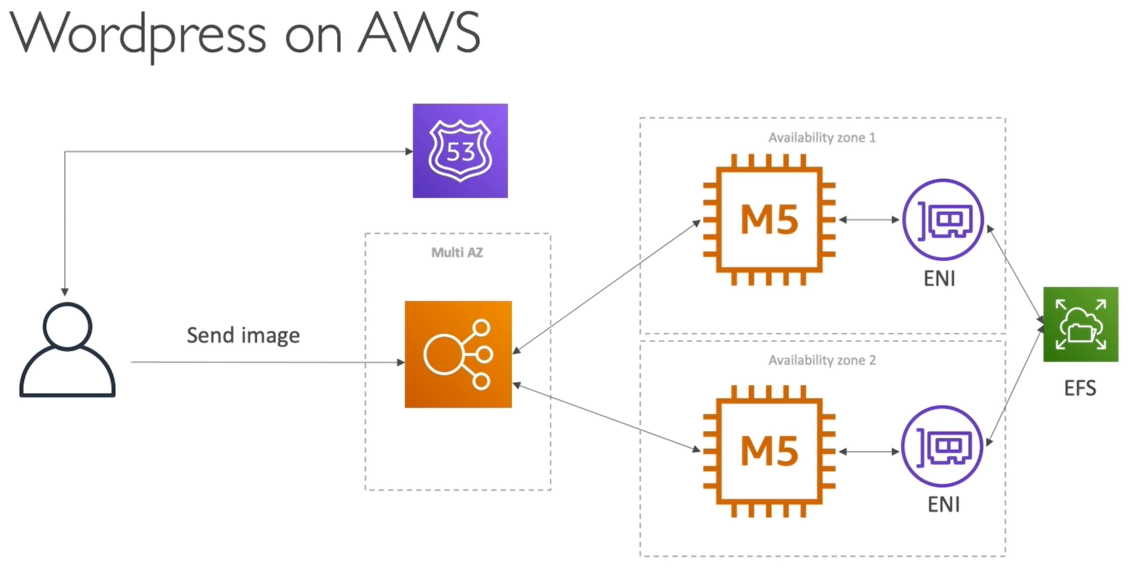 Wordpress on AWS
53
Availability zone 1
M5
ENI
Multi AZ
Send image
EFS
Availability zone 2
M5
ENI